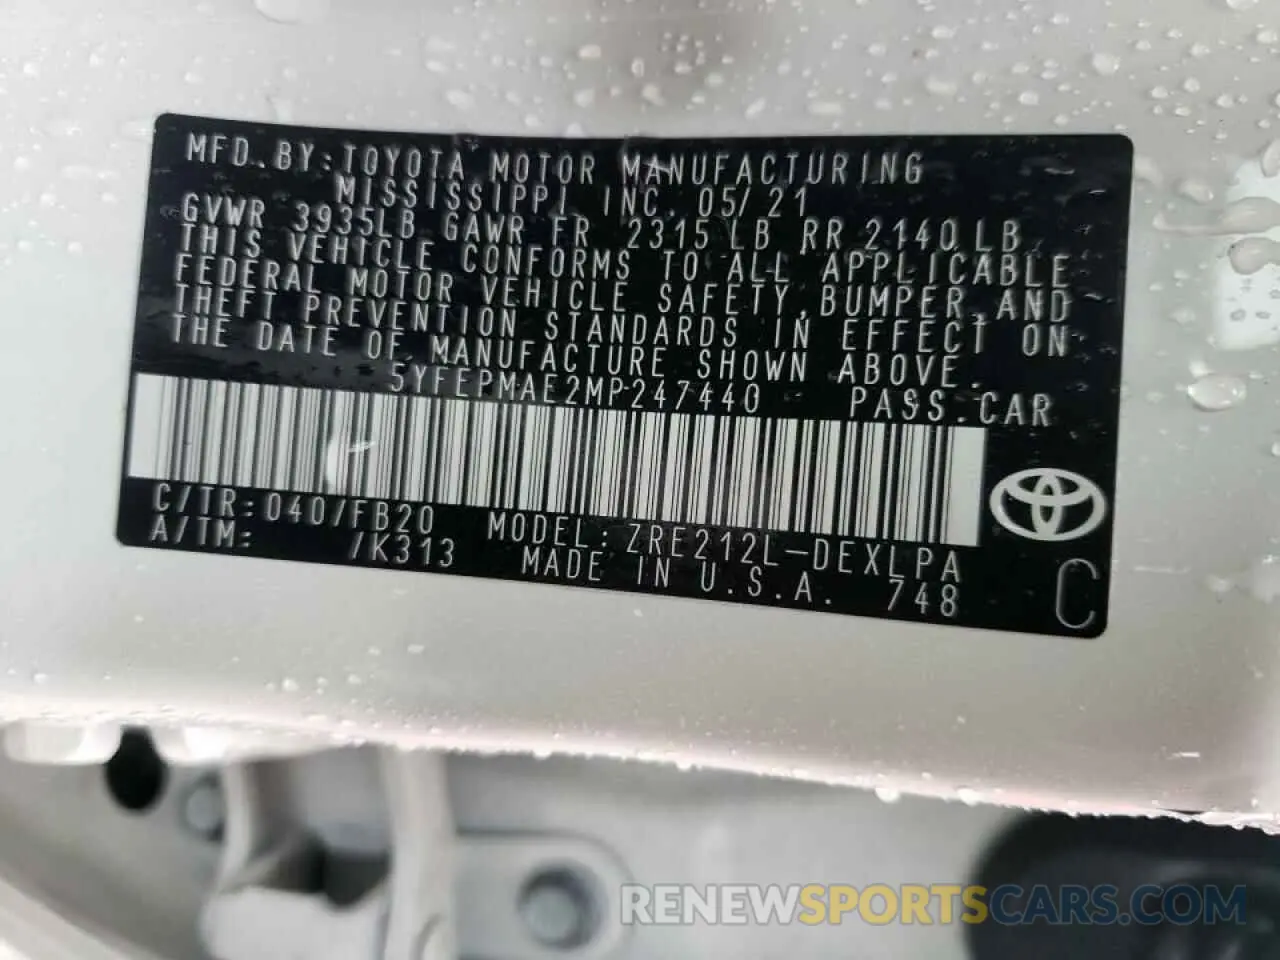 MFD. BY: TOYOTA MOTOR MANUFACTURING
MISSISSIPPI, INC. 05/21
GVWR 3935LB GAWR FR 2315LB RR 2140LB
THIS VEHICLE CONFORMS TO ALL APPLICABLE
FEDERAL MOTOR VEHICLE SAFETY, BUMPER, AND
THEFT PREVENTION STANDARDS IN EFFECT ON
THE DATE OF MANUFACTURE SHOWN ABOVE.
5YFEPMAE2MP247440 PASS. CAR
C/TR: 040/FB20 MODEL: ZRE212L-DEXLPA
A/TM: /K313 MADE IN U.S.A. 748
C
RENEWSPORTSCARS.COM